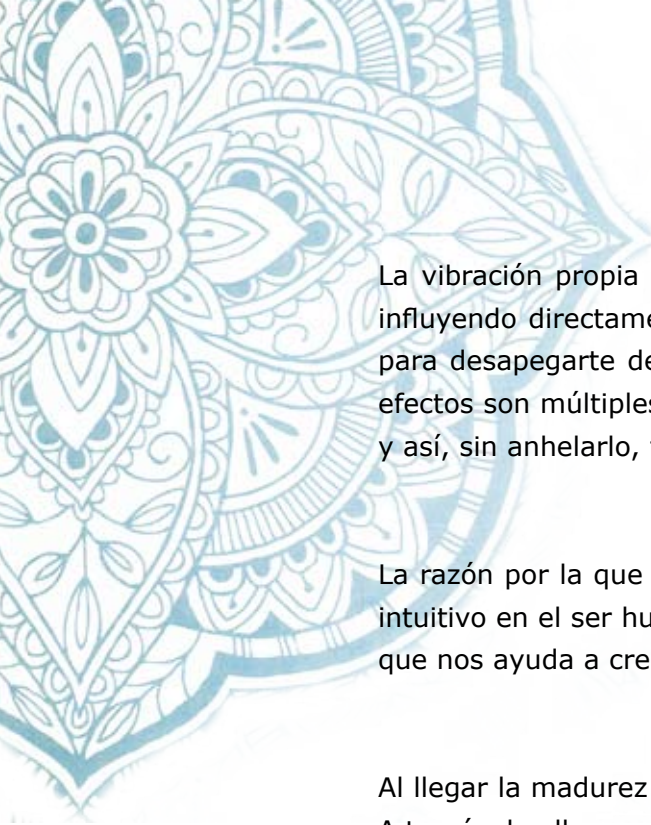 La vibración propia
influyendo directame
para desapegarte de
efectos son múltiples
y así, sin anhelarlo,
La razón por la que
intuitivo en el ser hu
que nos ayuda a cre
Al llegar la madurez